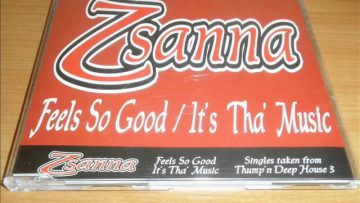 Zsanna
Feels So Good / It's Tha' Music
Zsanna
Feels So Good
It's Tha' Music
Singles taken from
Thump'n Deep House 3